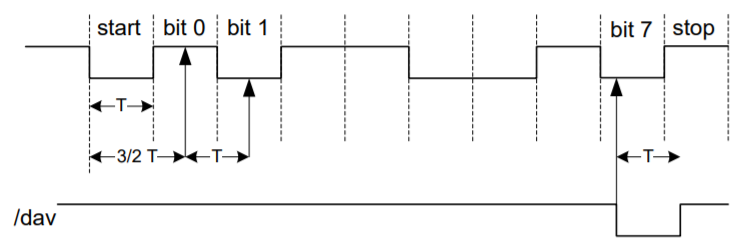 start bit 0 bit 1 bit 7 stop
T
3/2 T T T
/dav